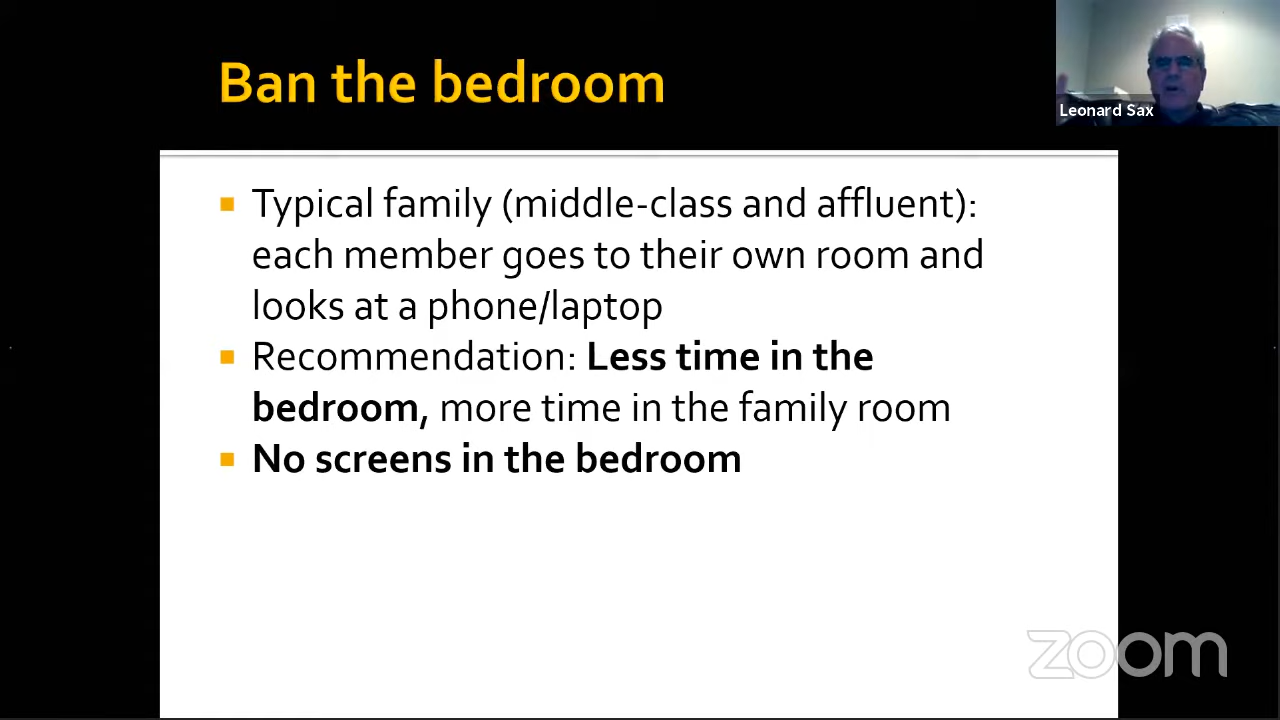 Ban the bedroom
Leonard Sax
Typical family (middle-class and affluent):
each member goes to their own room and
looks at a phone/laptop
Recommendation: Less time in the
bedroom, more time in the family room
No screens in the bedroom
zoom